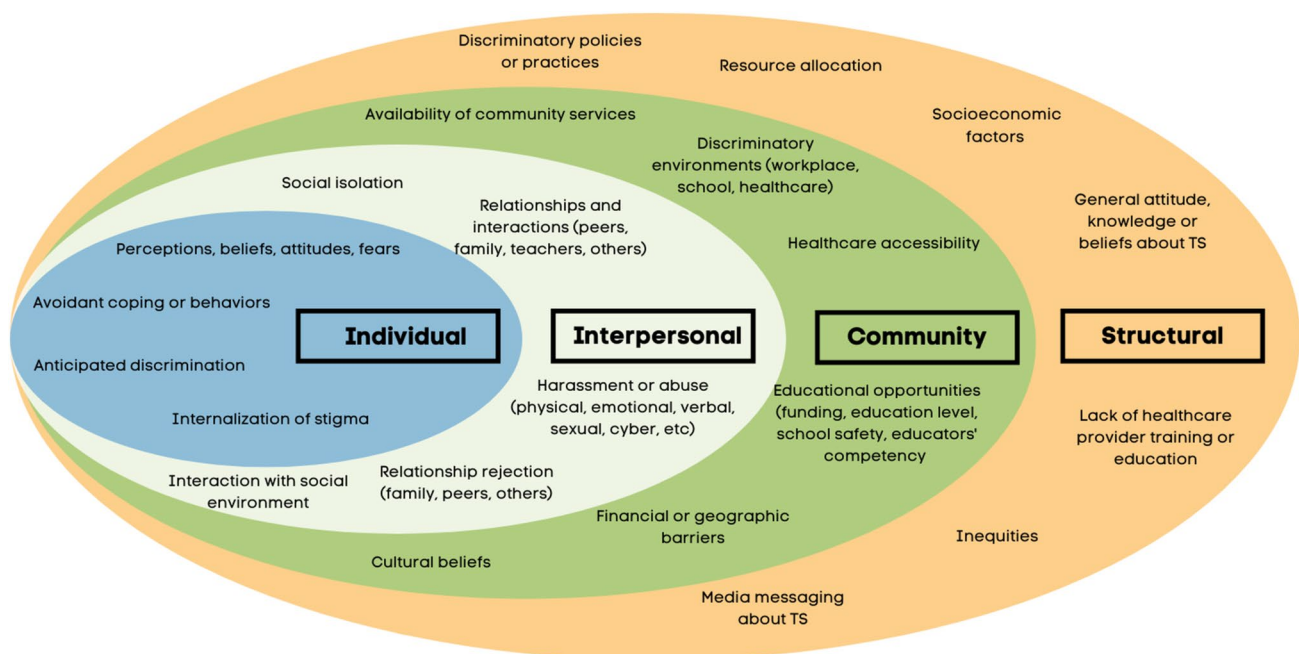 Discriminatory policies
or practices
Resource allocation
Socioeconomic
factors
General attitude,
knowledge or
beliefs about TS
Structural
Lack of healthcare
provider training or
education
Inequities
Media messaging
about TS
Availability of community services
Discriminatory
environments (workplace,
school, healthcare)
Healthcare accessibility
Community
Educational opportunities
(funding, education level,
school safety, educators'
competency
Financial or geographic
barriers
Cultural beliefs
Social isolation
Relationships and
interactions (peers,
family, teachers, others)
Interpersonal
Harassment or abuse
(physical, emotional, verbal,
sexual, cyber, etc)
Relationship rejection
(family, peers, others)
Interaction with social
environment
Perceptions, beliefs, attitudes, fears
Avoidant coping or behaviors
Individual
Anticipated discrimination
Internalization of stigma